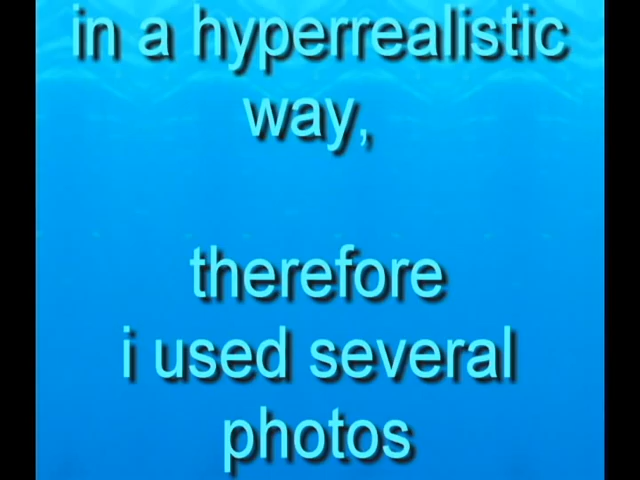 in a hyperrealistic
way,
therefore
i used several
photos